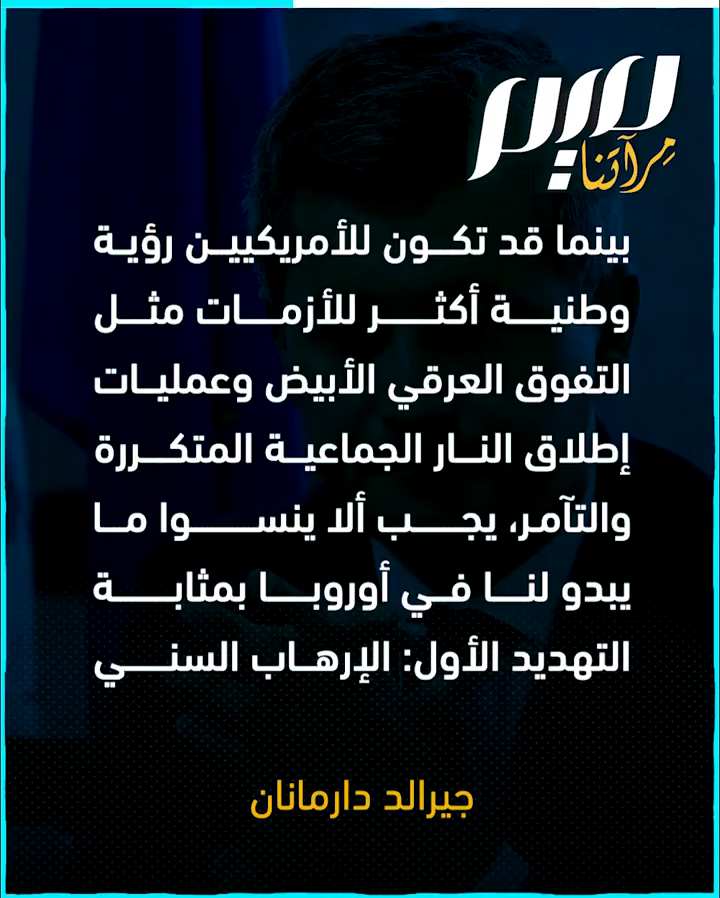 مرآتنا
بينما قد تكون للأمريكيين رؤية
وطنية أكثر للأزمات مثل
التفوق العرقي الأبيض وعمليات
إطلاق النار الجماعية المتكررة
والتآمر، يجب ألا ينسوا ما
يبدو لنا في أوروبا بمثابة
التهديد الأول: الإرهاب السني
جيرالد دارمانان